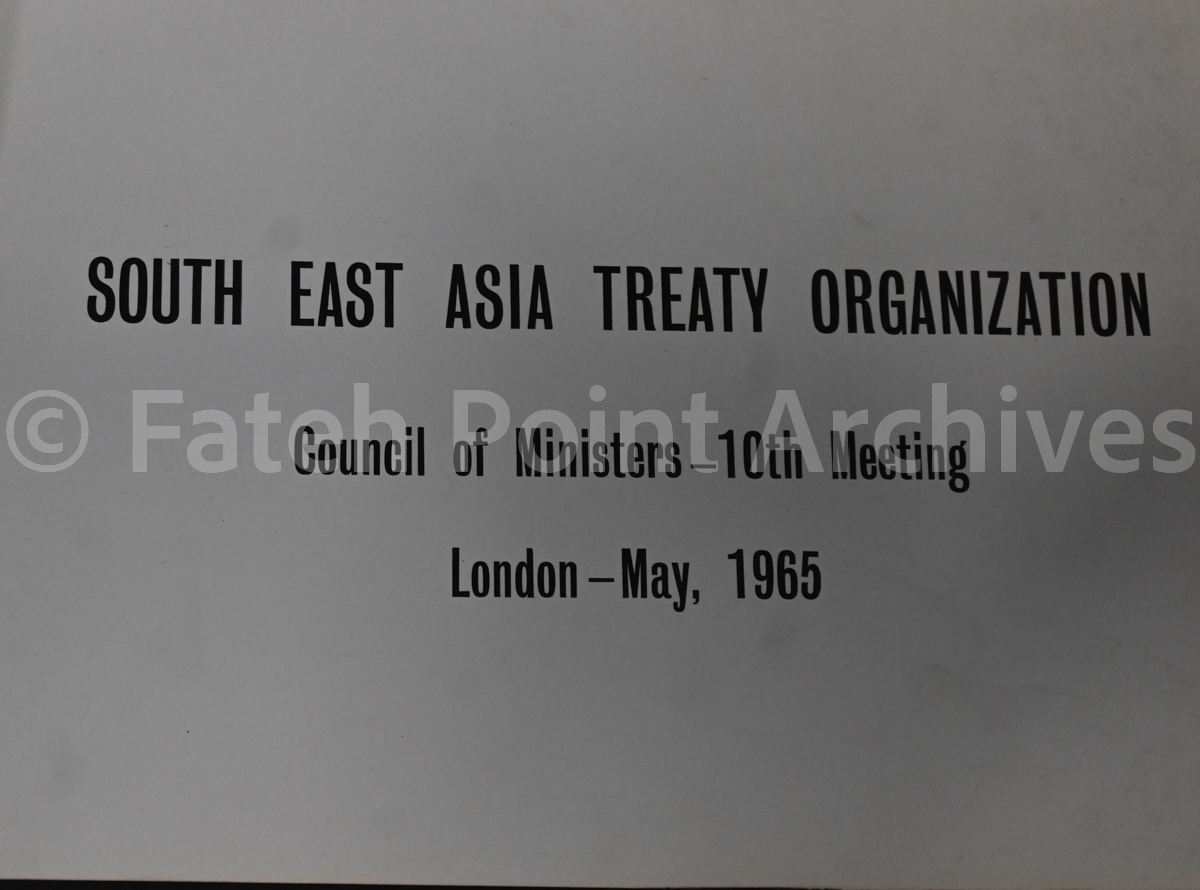 SOUTH EAST ASIA TREATY ORGANIZATION
© Fateh Point Archives
Council of Ministers – 10th Meeting
London – May, 1965